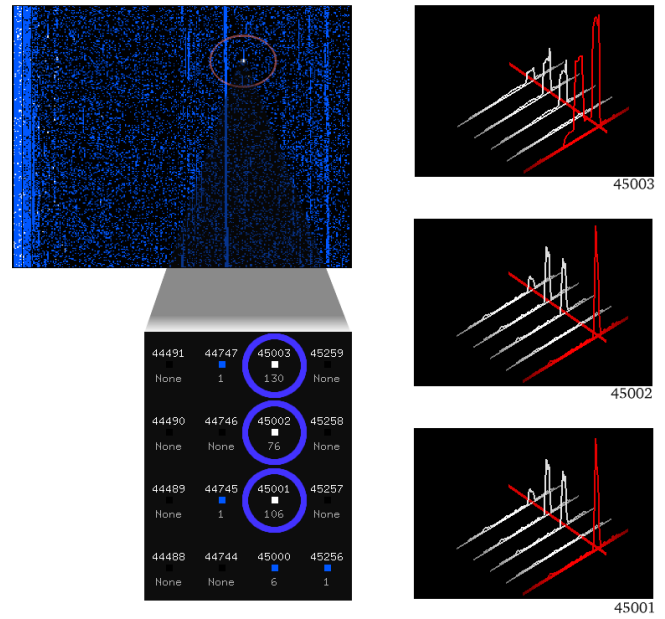 45003
45002
44491 44747 45003 45259
None 1 130 None
44490 44746 45002 45258
None None 76 None
44489 44745 45001 45257
None 1 106 None
44488 44744 45000 45256
None None 6 1
45001